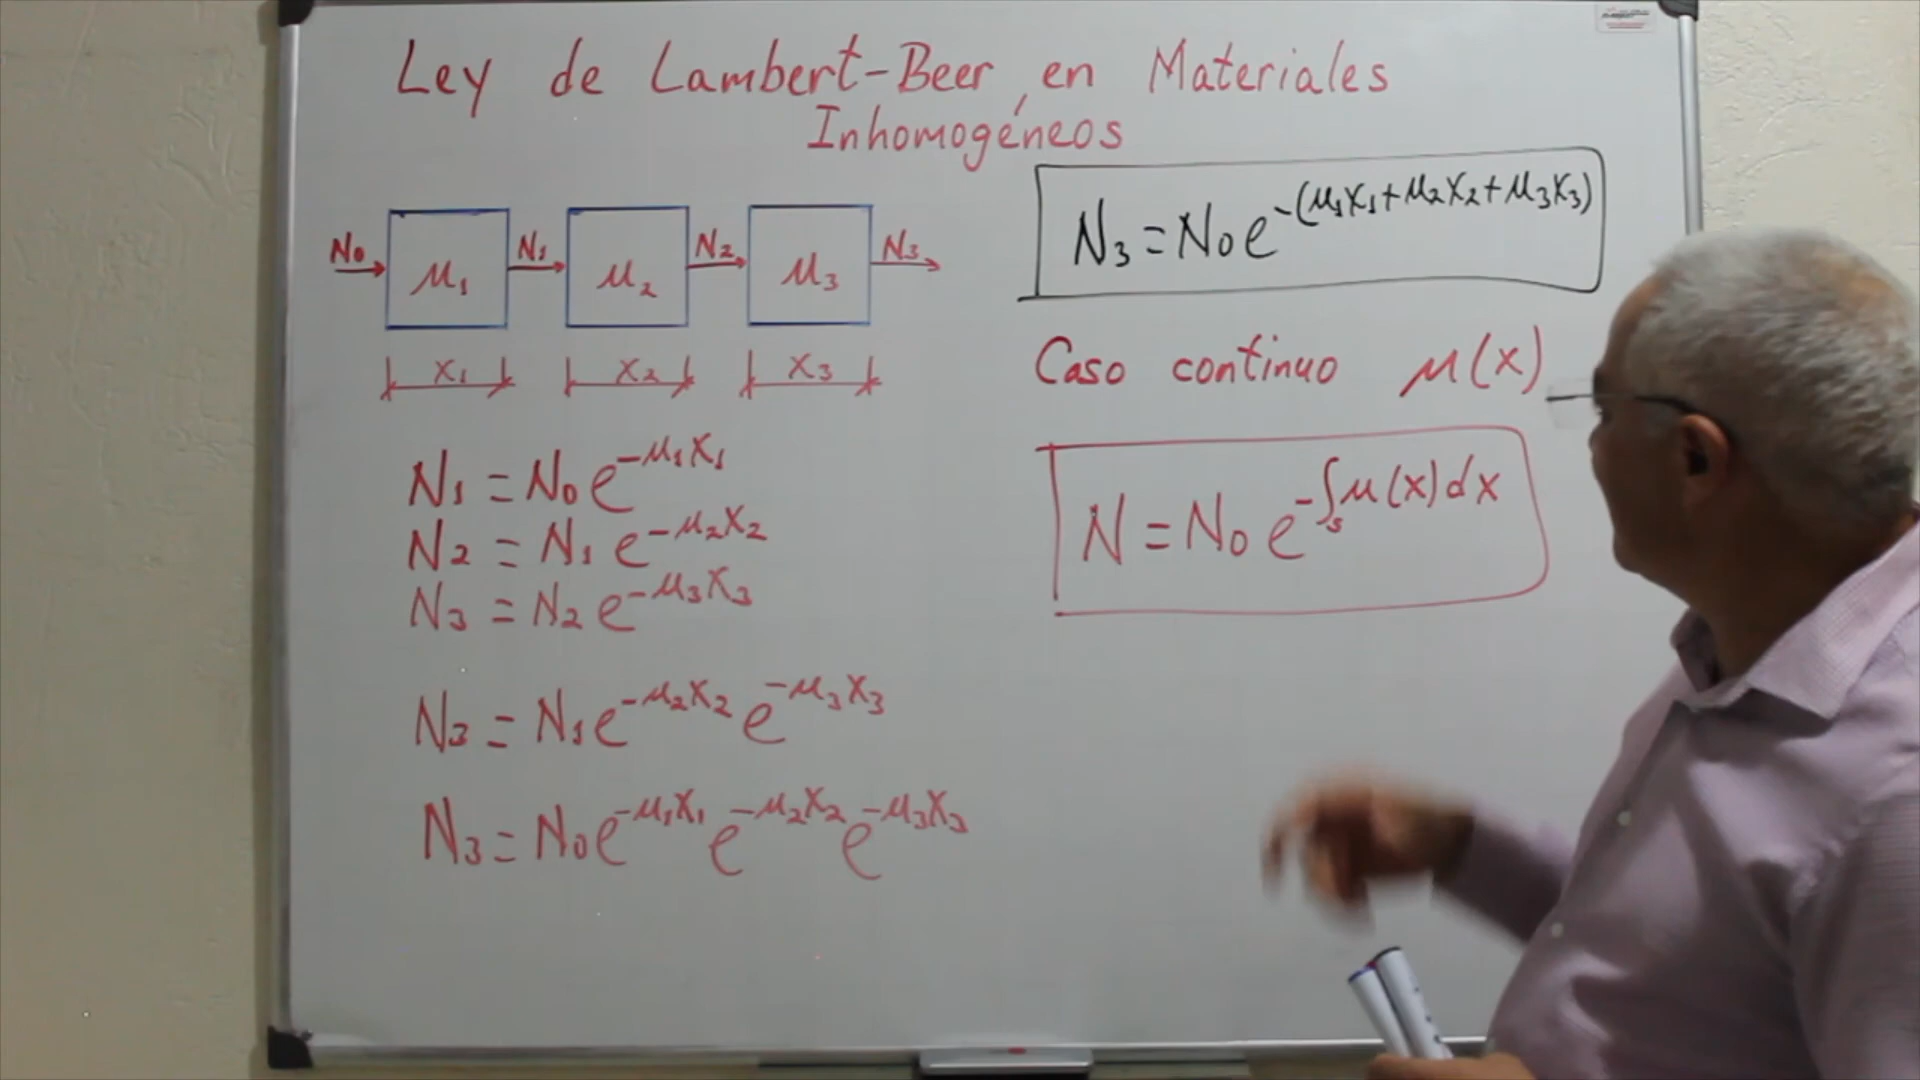 Ley de Lambert-Beer, en Materiales
Inhomogéneos
N₀ μ₁ N₁ μ₂ N₂ μ₃ N₃
x₁ x₂ x₃
N₁ = N₀ e^{-μ₁x₁}
N₂ = N₁ e^{-μ₂x₂}
N₃ = N₂ e^{-μ₃x₃}
N₃ = N₁ e^{-μ₂x₂} e^{-μ₃x₃}
N₃ = N₀ e^{-μ₁x₁} e^{-μ₂x₂} e^{-μ₃x₃}
N₃ = N₀ e^{-(μ₁x₁+μ₂x₂+μ₃x₃)}
Caso continuo μ(x)
N = N₀ e^{-∫ₛμ(x)dx}